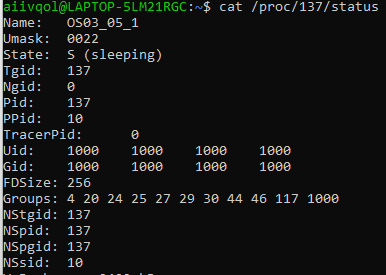 aiivqol@LAPTOP-5LM21RGC:~$ cat /proc/137/status
Name:   OS03_05_1
Umask:  0022
State:  S (sleeping)
Tgid:   137
Ngid:   0
Pid:    137
PPid:   10
TracerPid:      0
Uid:    1000    1000    1000    1000
Gid:    1000    1000    1000    1000
FDSize: 256
Groups: 4 20 24 25 27 29 30 44 46 117 1000
NStgid: 137
NSpid:  137
NSpgid: 137
NSsid:  10